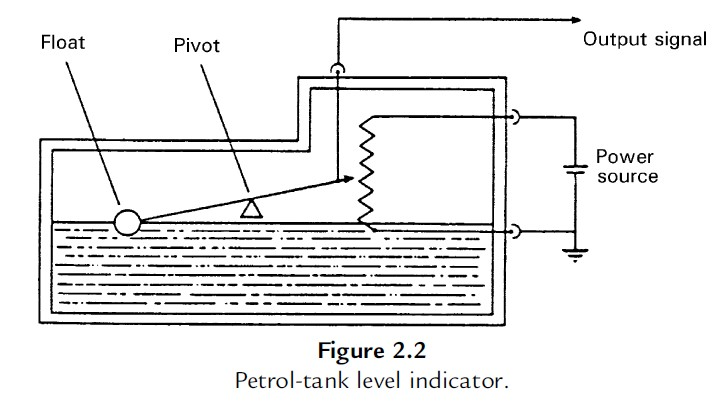 Float
Pivot
Output signal
Power
source
Figure 2.2
Petrol-tank level indicator.